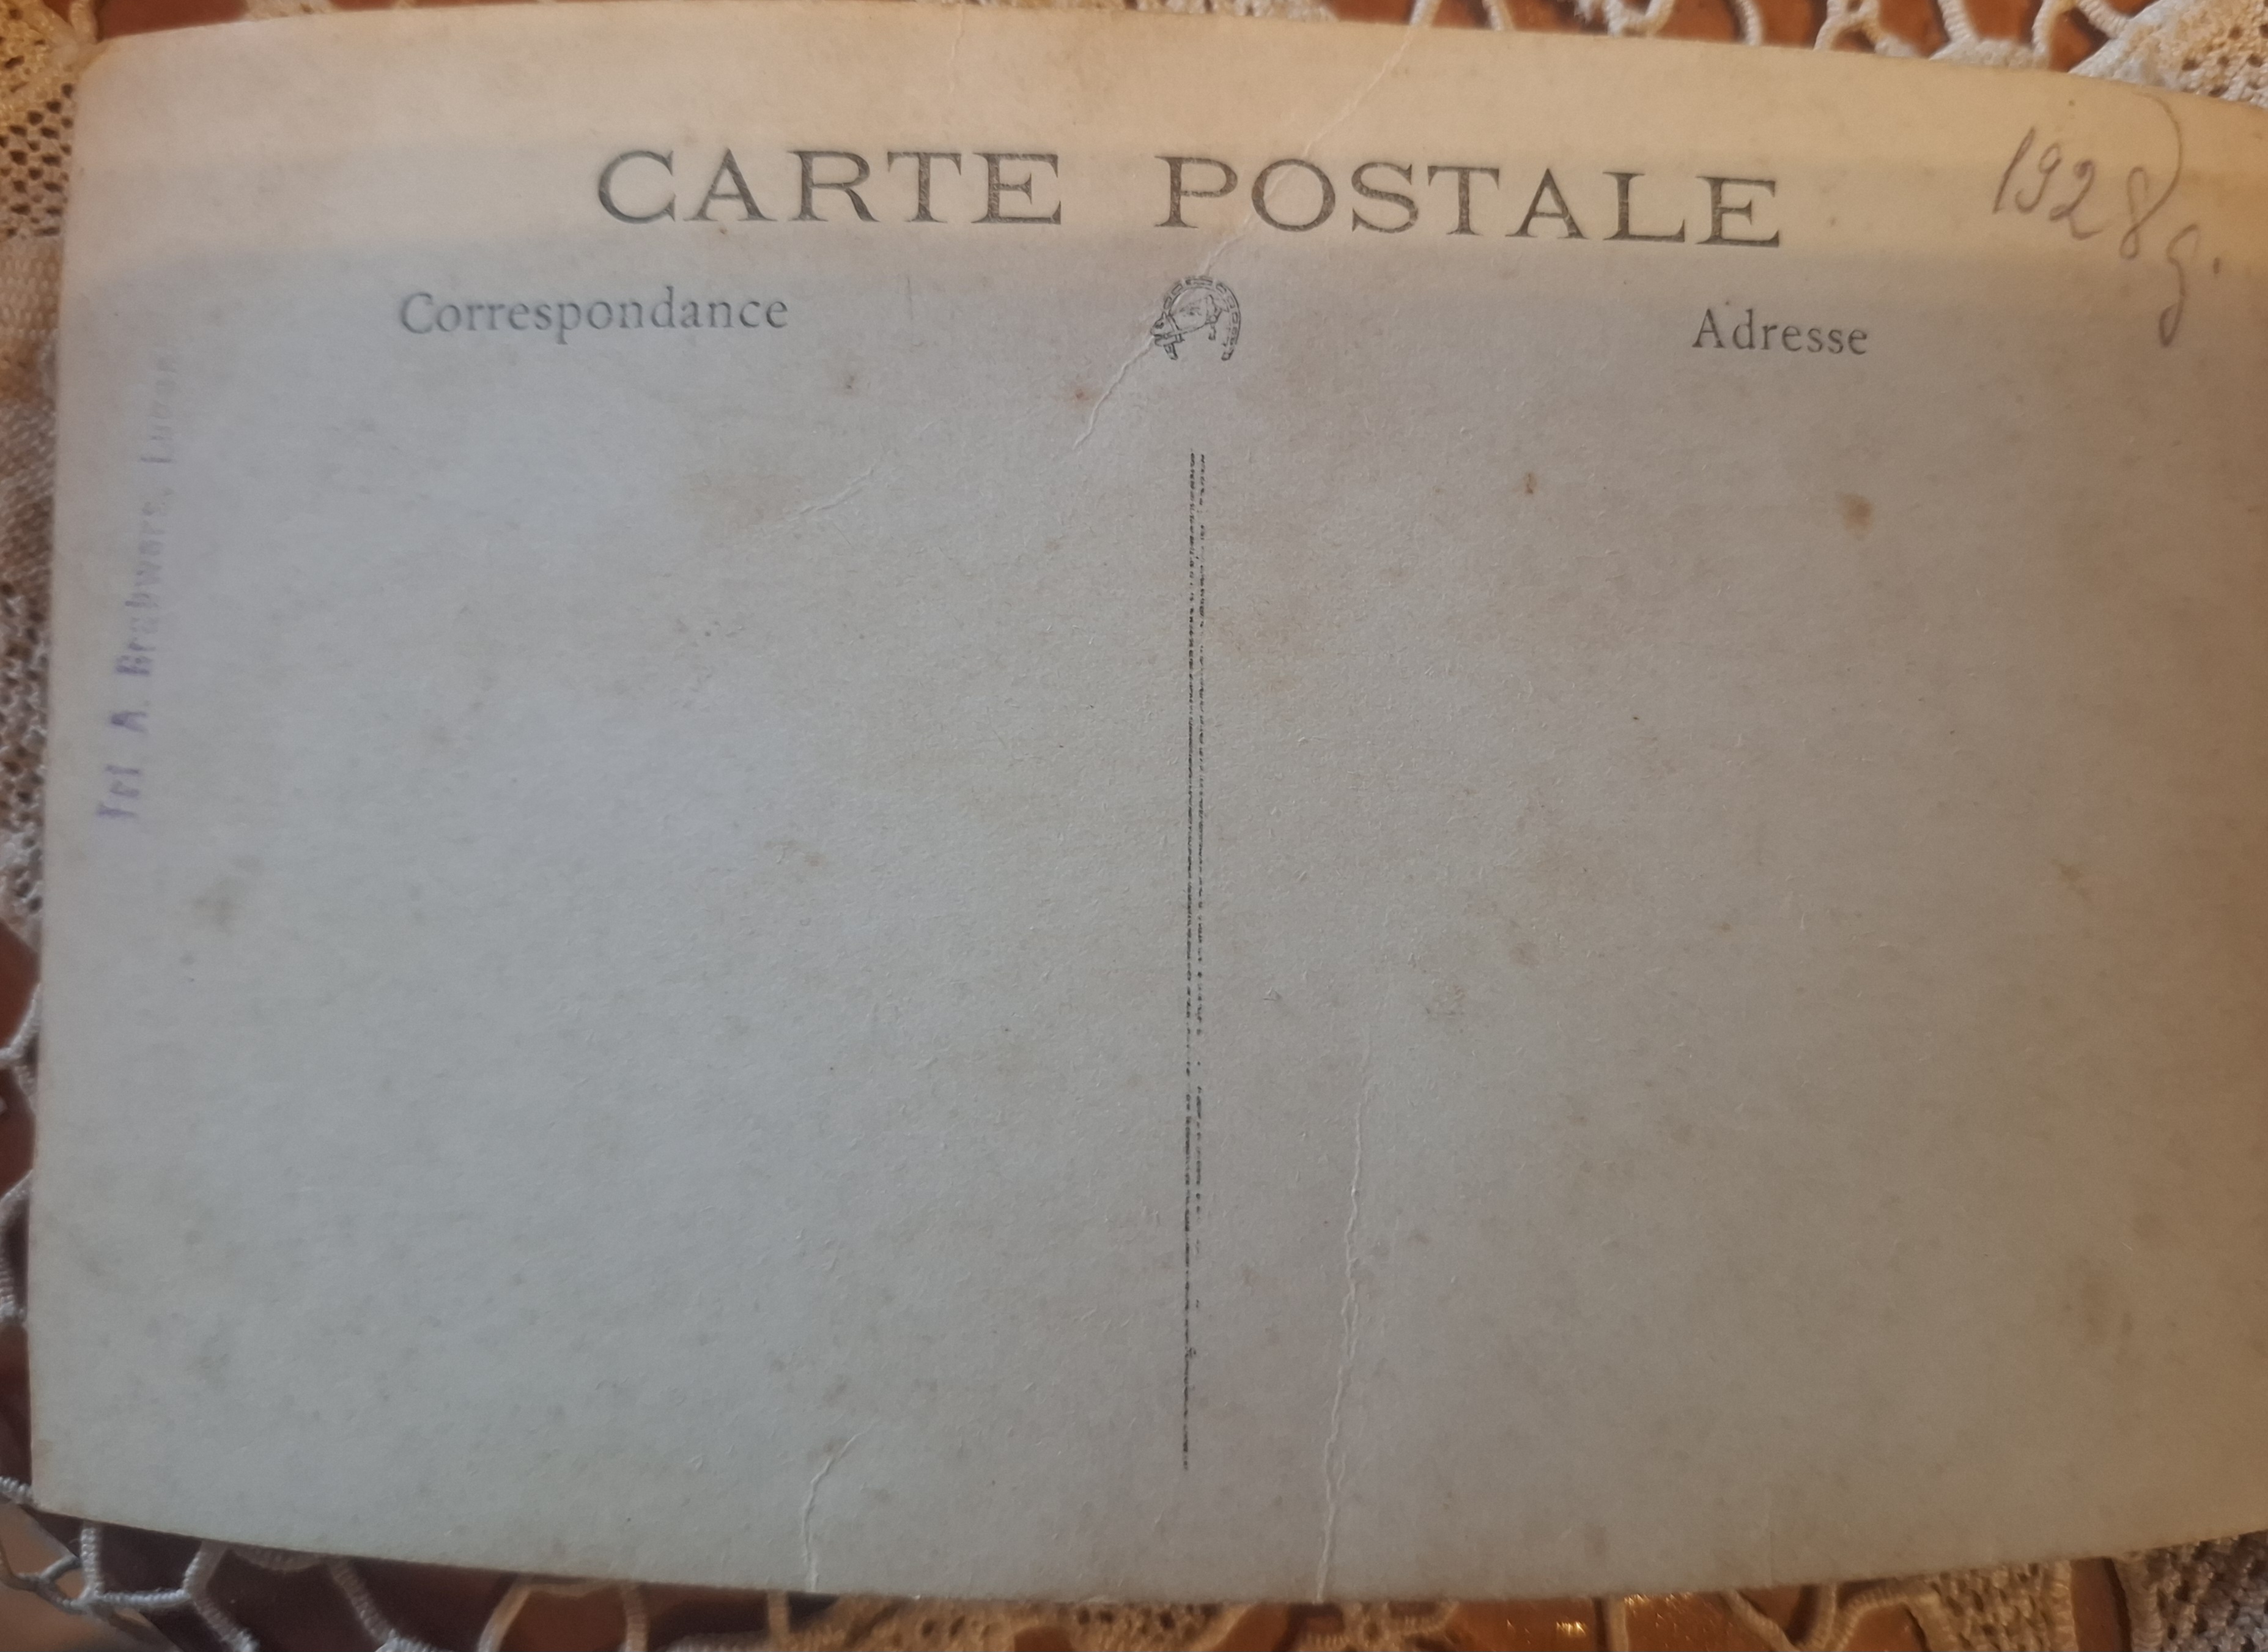 CARTE POSTALE
1928 g.
Correspondance
Adresse
A.